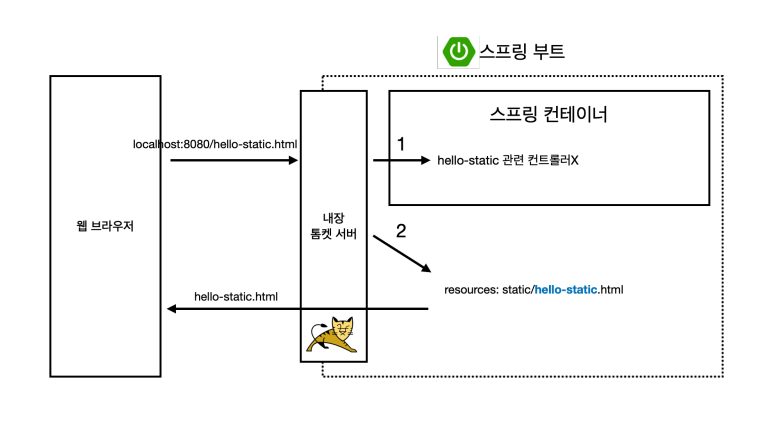 스프링 부트
스프링 컨테이너
localhost:8080/hello-static.html
1
hello-static 관련 컨트롤러X
웹 브라우저
내장
톰켓 서버
2
resources: static/hello-static.html
hello-static.html